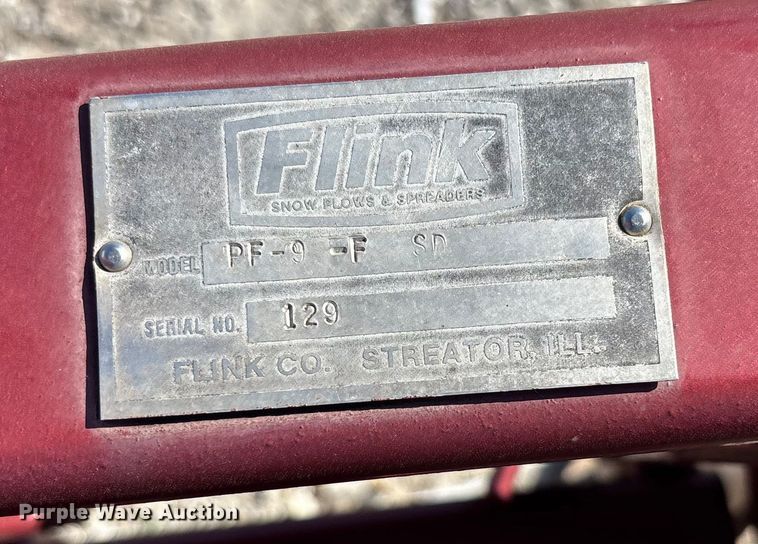 Flink
SNOW PLOWS & SPREADERS
MODEL PF-9 -F SD
SERIAL NO. 129
FLINK CO. STREATOR, ILL.
Purple Wave Auction